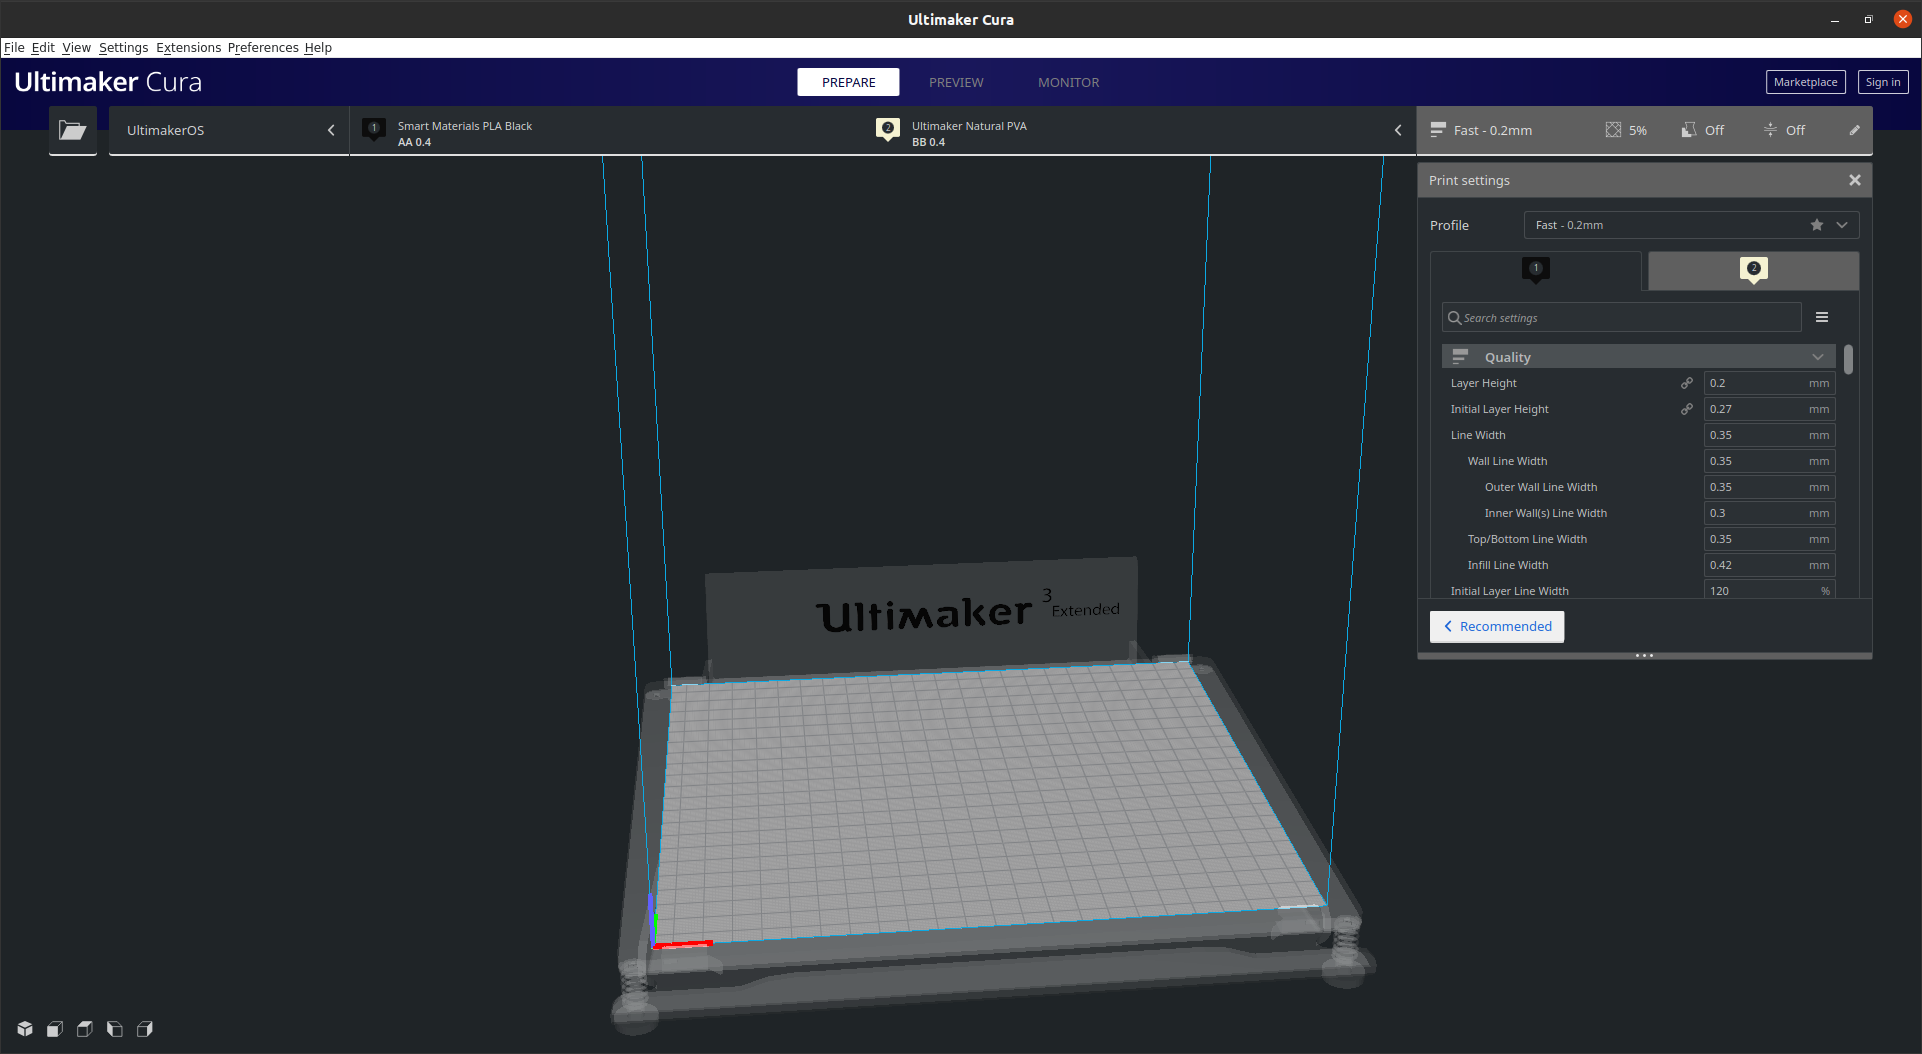 Ultimaker Cura
File Edit View Settings Extensions Preferences Help
Ultimaker Cura
PREPARE PREVIEW MONITOR
Marketplace Sign in
UltimakerOS
1 Smart Materials PLA Black
AA 0.4
2 Ultimaker Natural PVA
BB 0.4
Fast - 0.2mm 5% Off Off
Print settings
Profile Fast - 0.2mm
1 2
Search settings
Quality
Layer Height 0.2 mm
Initial Layer Height 0.27 mm
Line Width 0.35 mm
Wall Line Width 0.35 mm
Outer Wall Line Width 0.35 mm
Inner Wall(s) Line Width 0.3 mm
Top/Bottom Line Width 0.35 mm
Infill Line Width 0.42 mm
Initial Layer Line Width 120 %
Recommended
Ultimaker 3 Extended